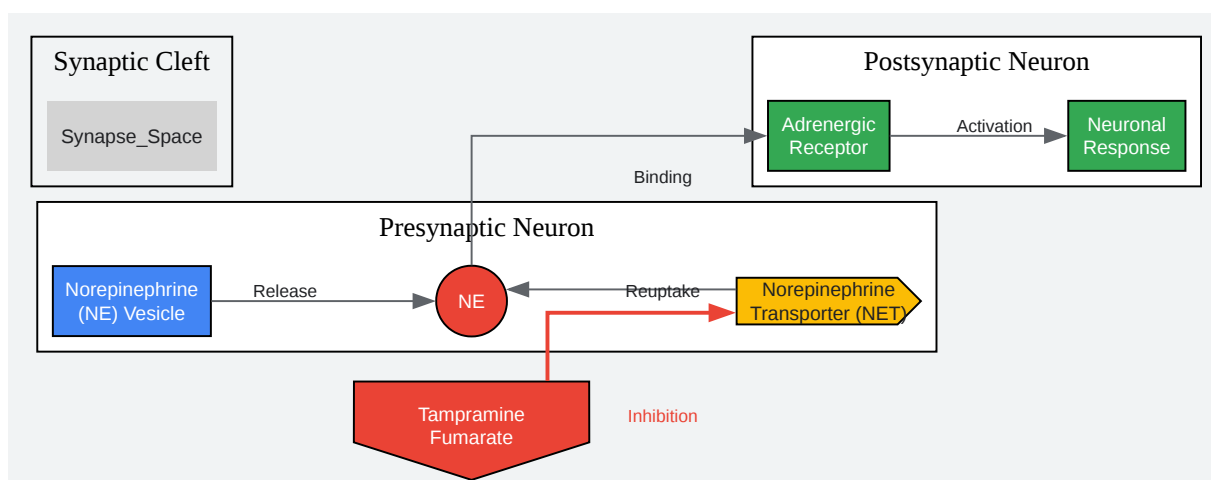 Synaptic Cleft
Synapse_Space
Postsynaptic Neuron
Adrenergic
Receptor
Activation
Neuronal
Response
Binding
Presynaptic Neuron
Norepinephrine
(NE) Vesicle
Release
NE
Reuptake
Norepinephrine
Transporter (NET)
Tampramine
Fumarate
Inhibition